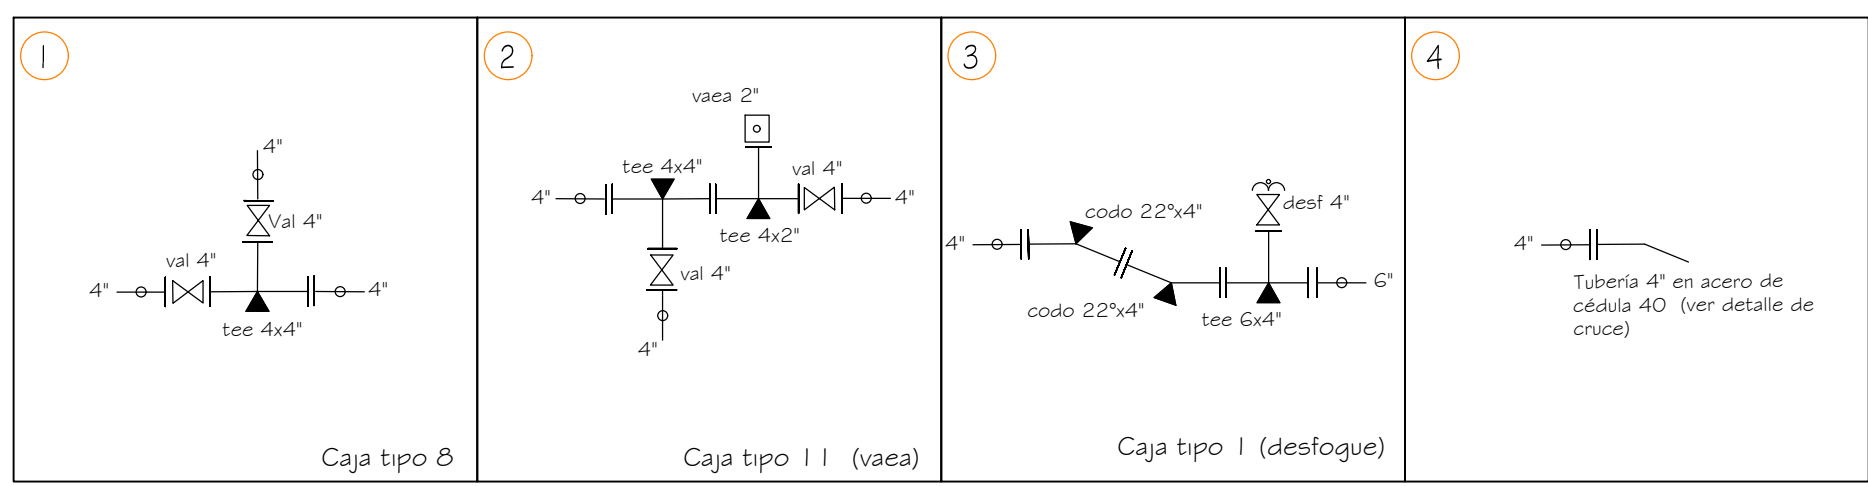 1
4"
Val 4"
val 4"
4"
4"
tee 4x4"
Caja tipo 8
2
vaea 2"
tee 4x4"
val 4"
4"
4"
tee 4x2"
val 4"
4"
Caja tipo 11 (vaea)
3
codo 22°x4"
desf 4"
4"
6"
codo 22°x4"
tee 6x4"
Caja tipo 1 (desfogue)
4
4"
Tubería 4" en acero de
cédula 40 (ver detalle de
cruce)